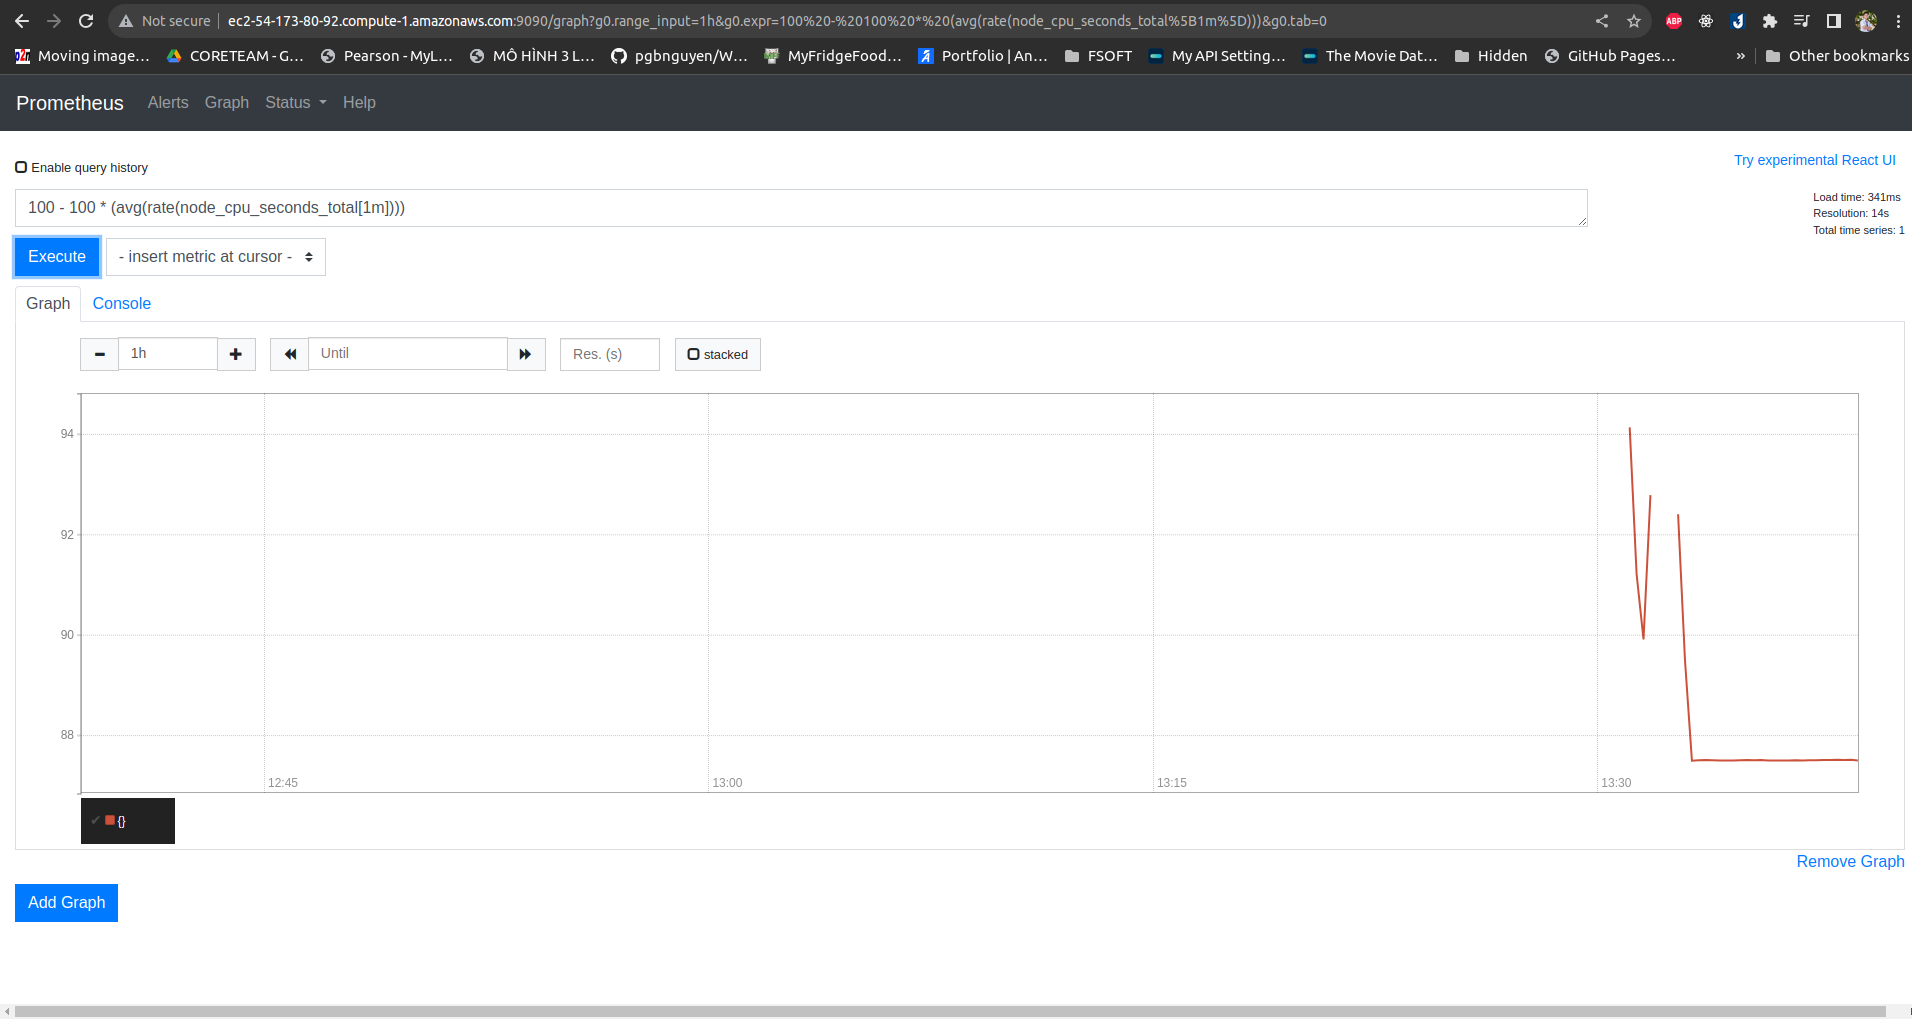 Not secure | ec2-54-173-80-92.compute-1.amazonaws.com:9090/graph?g0.range_input=1h&g0.expr=100%20-%20100%20*%20(avg(rate(node_cpu_seconds_total%5B1m%5D)))&g0.tab=0
ABP
Moving image… CORETEAM - G… Pearson - MyL… MÔ HÌNH 3 L… pgbnguyen/W… MyFridgeFood… Portfolio | An… FSOFT My API Setting… The Movie Dat… Hidden GitHub Pages… » Other bookmarks
Prometheus Alerts Graph Status Help
Enable query history
Try experimental React UI
100 - 100 * (avg(rate(node_cpu_seconds_total[1m])))
Load time: 341ms
Resolution: 14s
Total time series: 1
Execute - insert metric at cursor -
Graph Console
1h Until Res. (s) stacked
94
92
90
88
12:45 13:00 13:15 13:30
✔ {}
Remove Graph
Add Graph